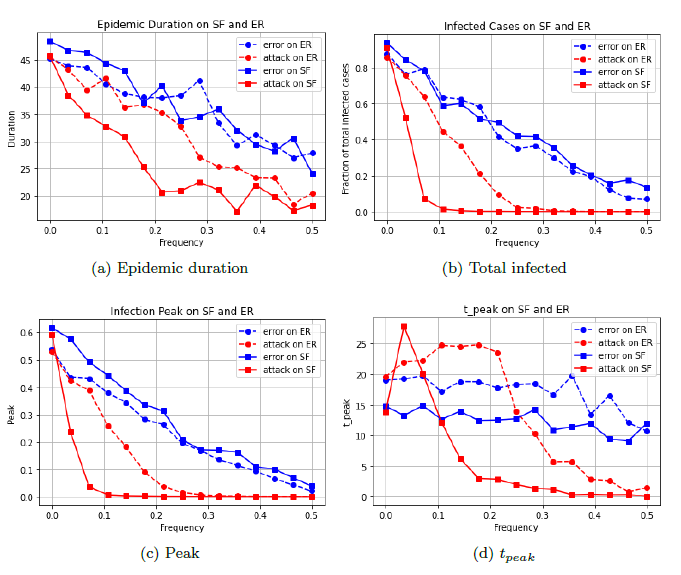 Epidemic Duration on SF and ER
Duration
45
40
35
30
25
20
error on ER
attack on ER
error on SF
attack on SF
0.0 0.1 0.2 0.3 0.4 0.5
Frequency
(a) Epidemic duration
Infected Cases on SF and ER
Fraction of total infected cases
0.8
0.6
0.4
0.2
0.0
error on ER
attack on ER
error on SF
attack on SF
0.0 0.1 0.2 0.3 0.4 0.5
Frequency
(b) Total infected
Infection Peak on SF and ER
Peak
0.6
0.5
0.4
0.3
0.2
0.1
0.0
error on ER
attack on ER
error on SF
attack on SF
0.0 0.1 0.2 0.3 0.4 0.5
Frequency
(c) Peak
t_peak on SF and ER
t_peak
25
20
15
10
5
0
error on ER
attack on ER
error on SF
attack on SF
0.0 0.1 0.2 0.3 0.4 0.5
Frequency
(d) t_peak